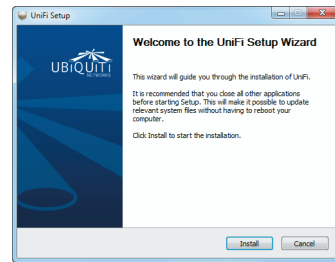 UniFi Setup
Welcome to the UniFi Setup Wizard
UBiQUiTi
NETWORKS
This wizard will guide you through the installation of UniFi.
It is recommended that you close all other applications
before starting Setup. This will make it possible to update
relevant system files without having to reboot your
computer.
Click Install to start the installation.
Install
Cancel